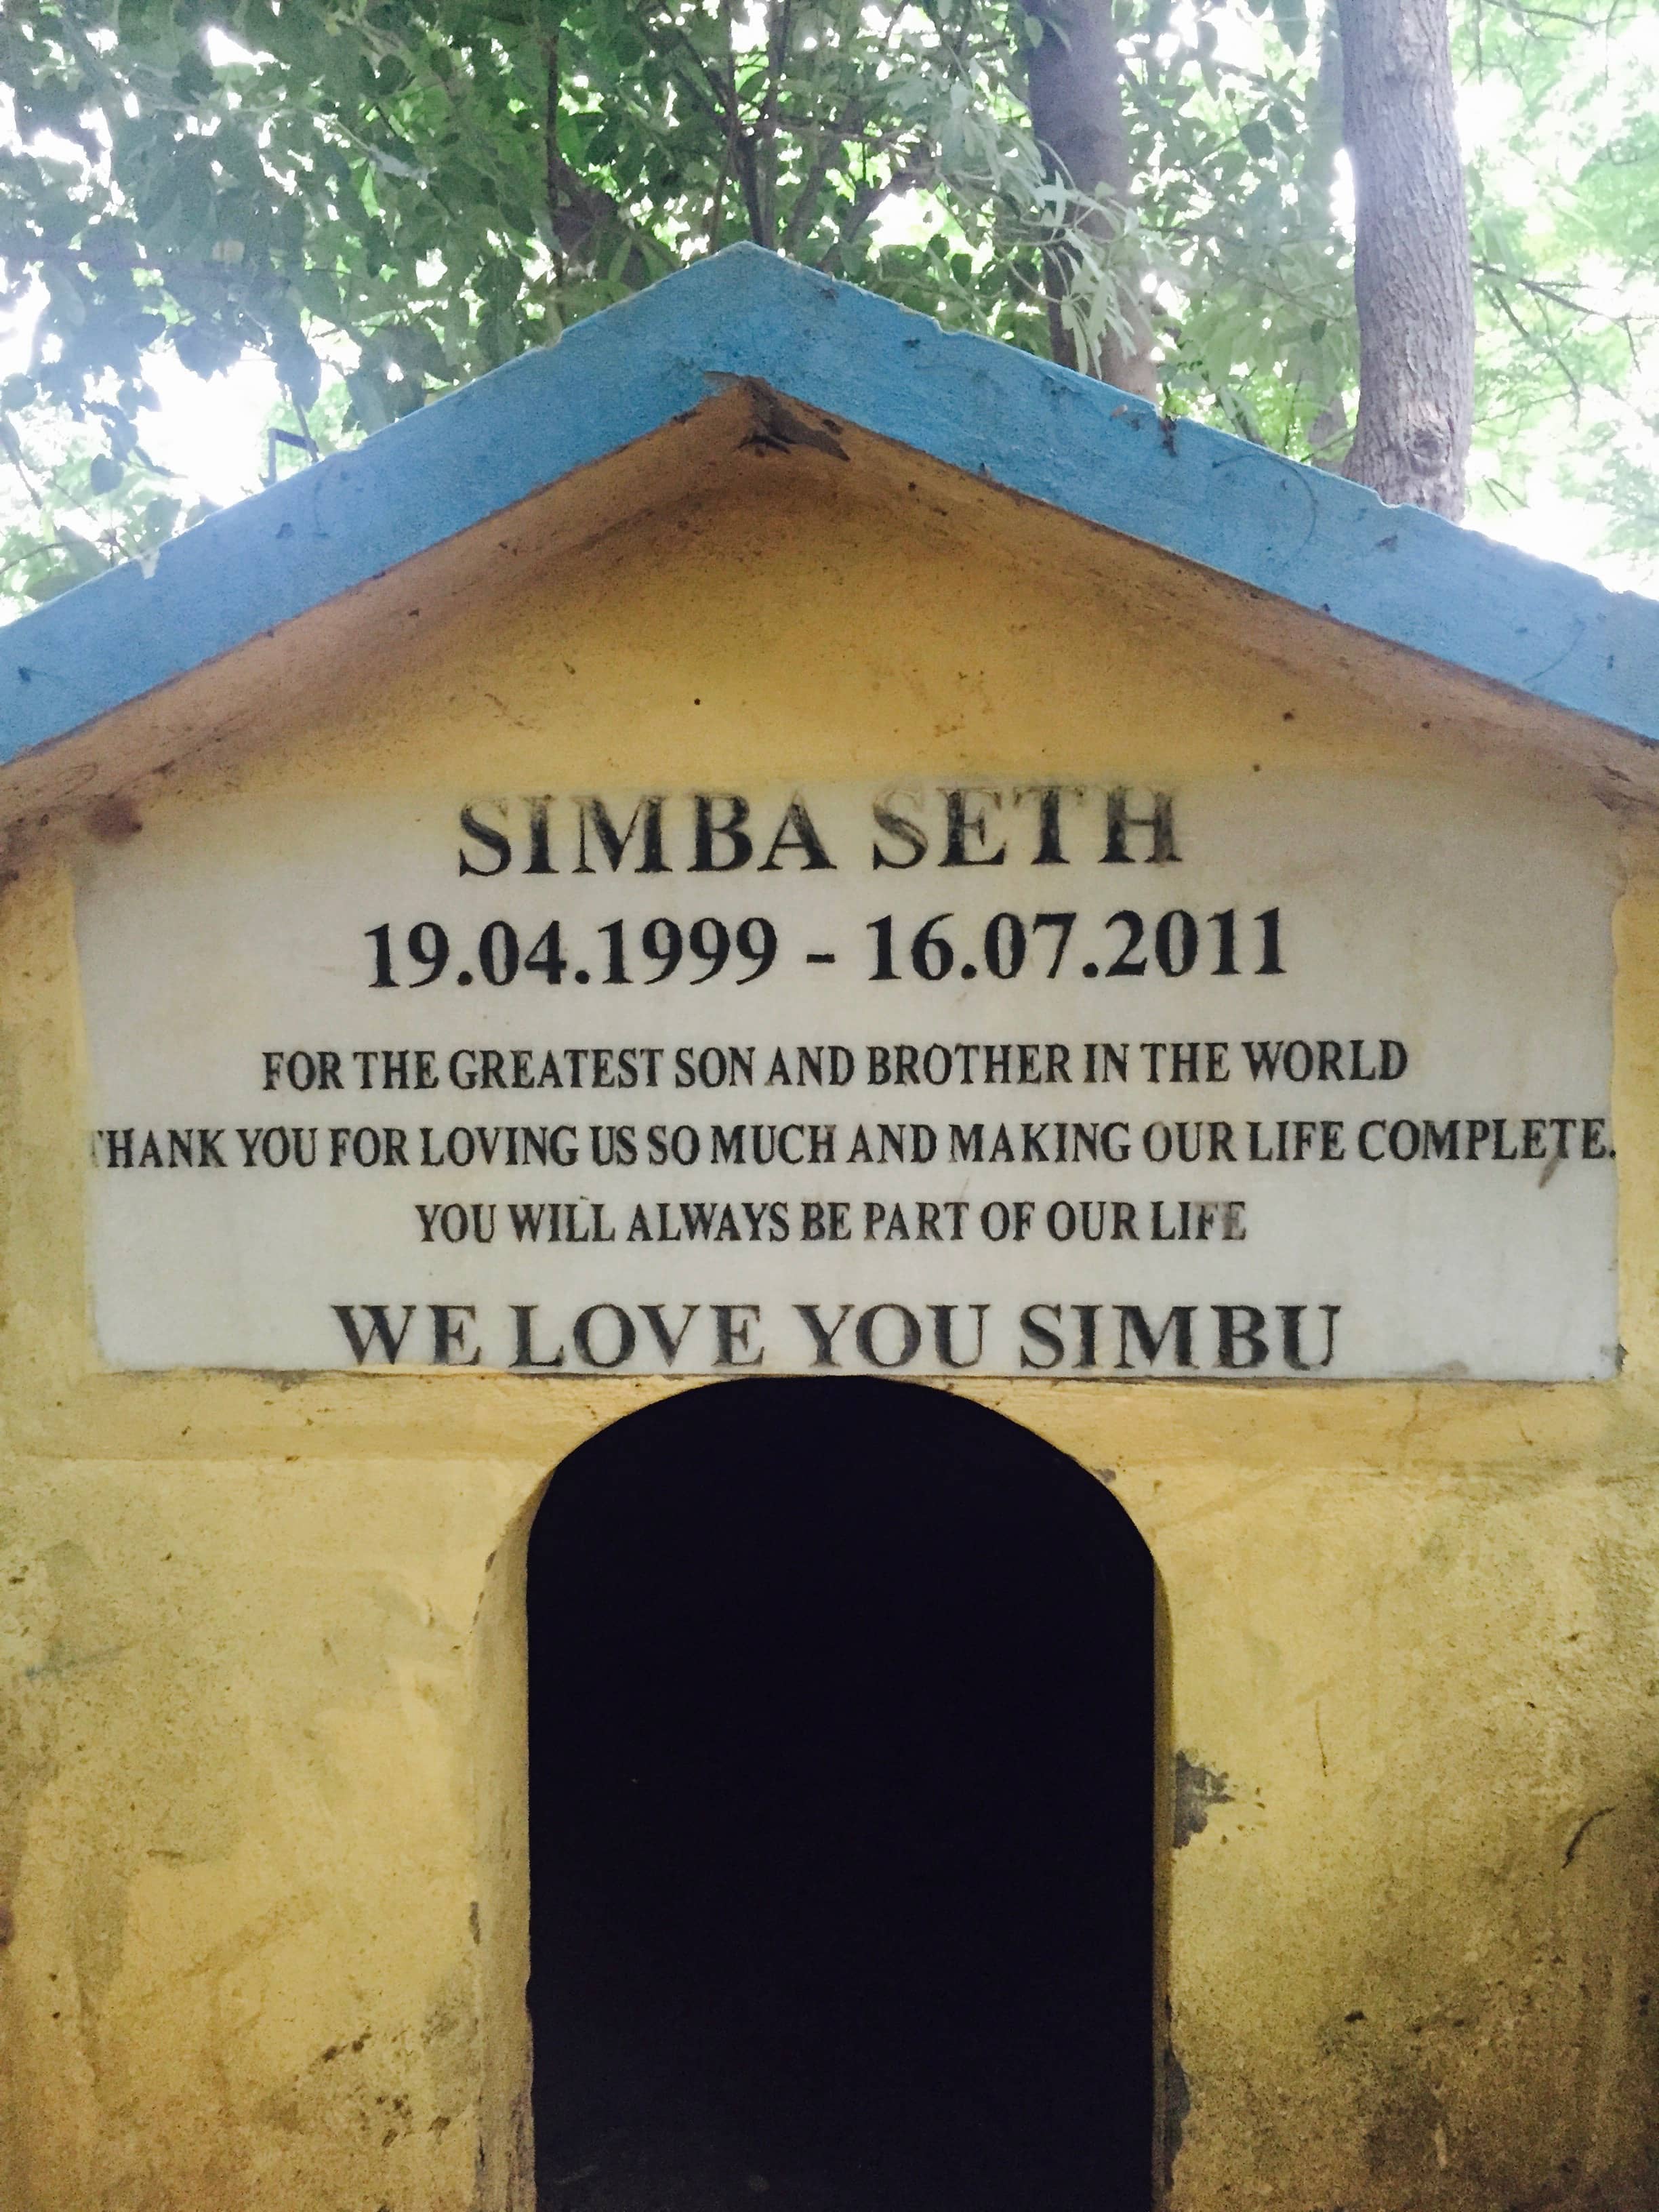 SIMBA SETH
19.04.1999 - 16.07.2011
FOR THE GREATEST SON AND BROTHER IN THE WORLD
THANK YOU FOR LOVING US SO MUCH AND MAKING OUR LIFE COMPLETE.
YOU WILL ALWAYS BE PART OF OUR LIFE
WE LOVE YOU SIMBU